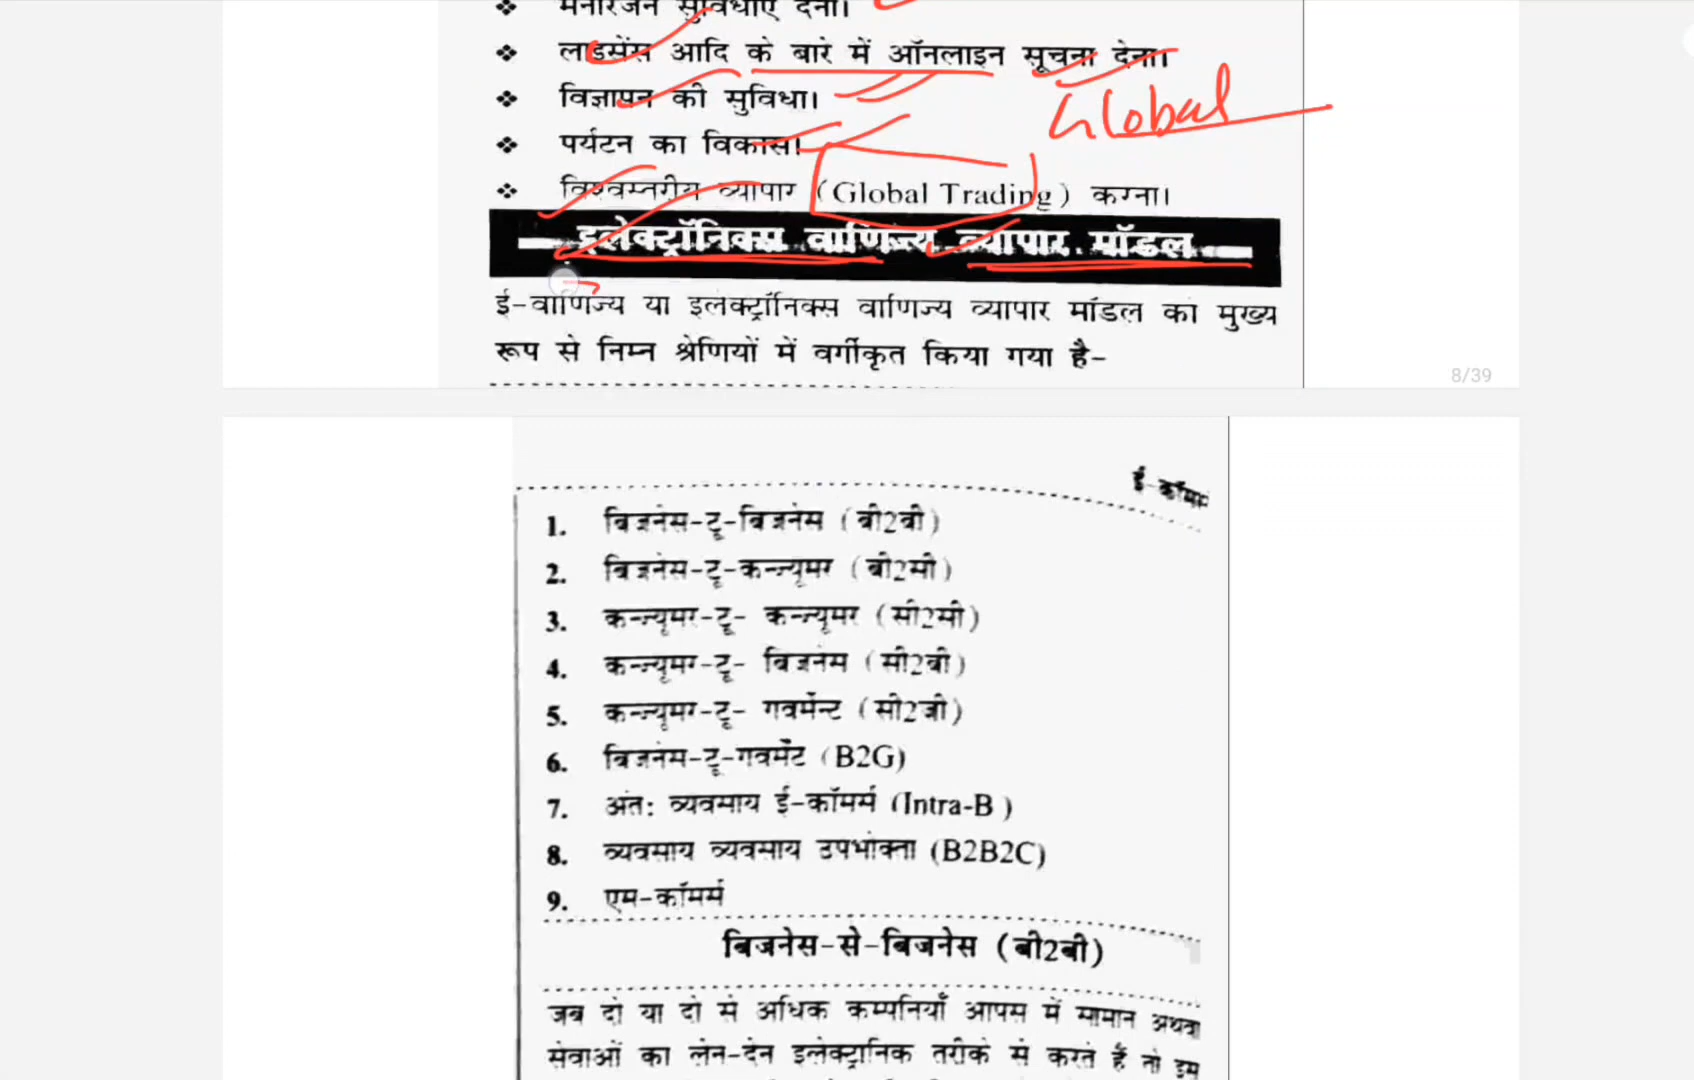 ❖ मनोरंजन सुविधाएँ देना।
❖ लाइसेंस आदि के बारे में ऑनलाइन सूचना देना।
❖ विज्ञापन की सुविधा।
Global
❖ पर्यटन का विकास।
❖ विश्वस्तरीय व्यापार (Global Trading) करना।
इलेक्ट्रॉनिक्स वाणिज्य व्यापार मॉडल
ई-वाणिज्य या इलेक्ट्रॉनिक्स वाणिज्य व्यापार मॉडल को मुख्य
रूप से निम्न श्रेणियों में वर्गीकृत किया गया है-
8/39
ई-कॉमर्स
1. बिजनेस-टू-बिजनेस (बी2बी)
2. बिजनेस-टू-कन्ज्यूमर (बी2सी)
3. कन्ज्यूमर-टू- कन्ज्यूमर (सी2सी)
4. कन्ज्यूमर-टू- बिजनेस (सी2बी)
5. कन्ज्यूमर-टू- गवर्मेन्ट (सी2जी)
6. बिजनेस-टू-गवर्मेंट (B2G)
7. अंत: व्यवसाय ई-कॉमर्स (Intra-B )
8. व्यवसाय व्यवसाय उपभोक्ता (B2B2C)
9. एम-कॉमर्स
बिजनेस-से-बिजनेस (बी2बी)
जब दो या दो से अधिक कम्पनियाँ आपस में सामान अथवा
सेवाओं का लेन-देन इलेक्ट्रानिक तरीके से करते हैं तो इस